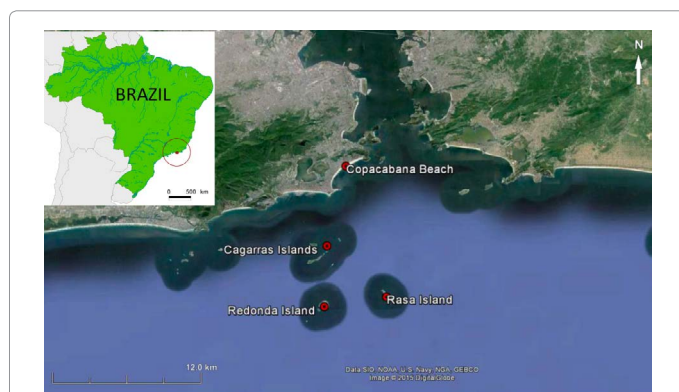 BRAZIL
0 500 km
N
Copacabana Beach
Cagarras Islands
Rasa Island
Redonda Island
12.0 km
Data SIO, NOAA, U.S. Navy, NGA, GEBCO
Image © 2015 DigitalGlobe